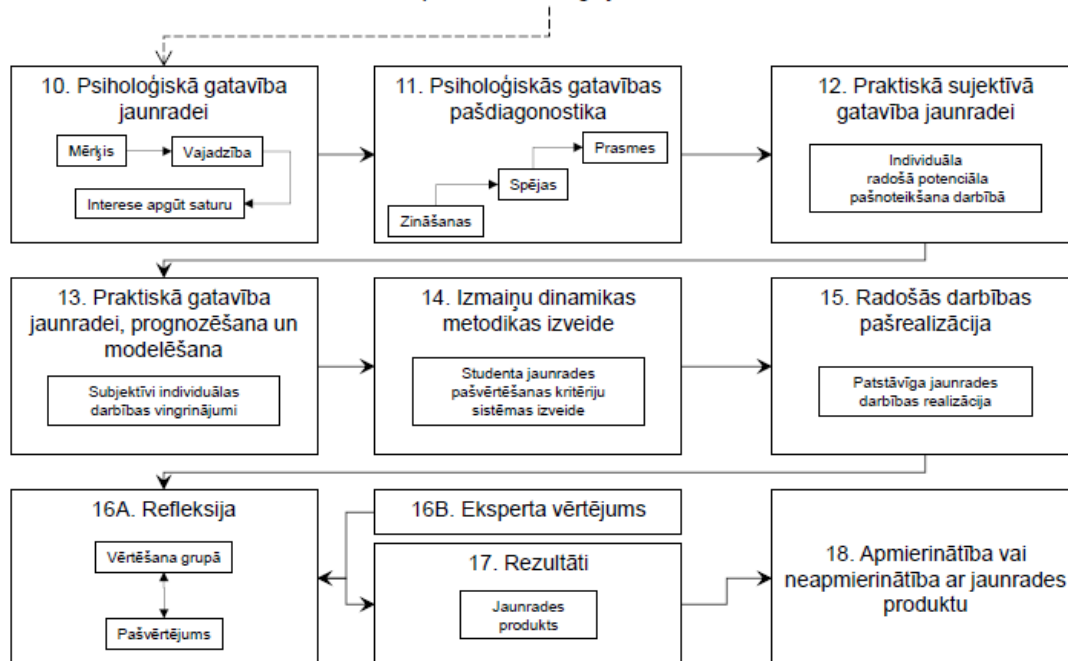 10. Psiholoģiskā gatavība
jaunradei
Mērķis
Vajadzība
Interese apgūt saturu
11. Psiholoģiskās gatavības
pašdiagonostika
Prasmes
Spējas
Zināšanas
12. Praktiskā sujektīvā
gatavība jaunradei
Individuāla
radošā potenciāla
pašnoteikšana darbībā
13. Praktiskā gatavība
jaunradei, prognozēšana un
modelēšana
Subjektīvi individuālas
darbības vingrinājumi
14. Izmaiņu dinamikas
metodikas izveide
Studenta jaunrades
pašvērtēšanas kritēriju
sistēmas izveide
15. Radošās darbības
pašrealizācija
Patstāvīga jaunrades
darbības realizācija
16A. Refleksija
Vērtēšana grupā
Pašvērtējums
16B. Eksperta vērtējums
17. Rezultāti
Jaunrades
produkts
18. Apmierinātība vai
neapmierinātība ar jaunrades
produktu